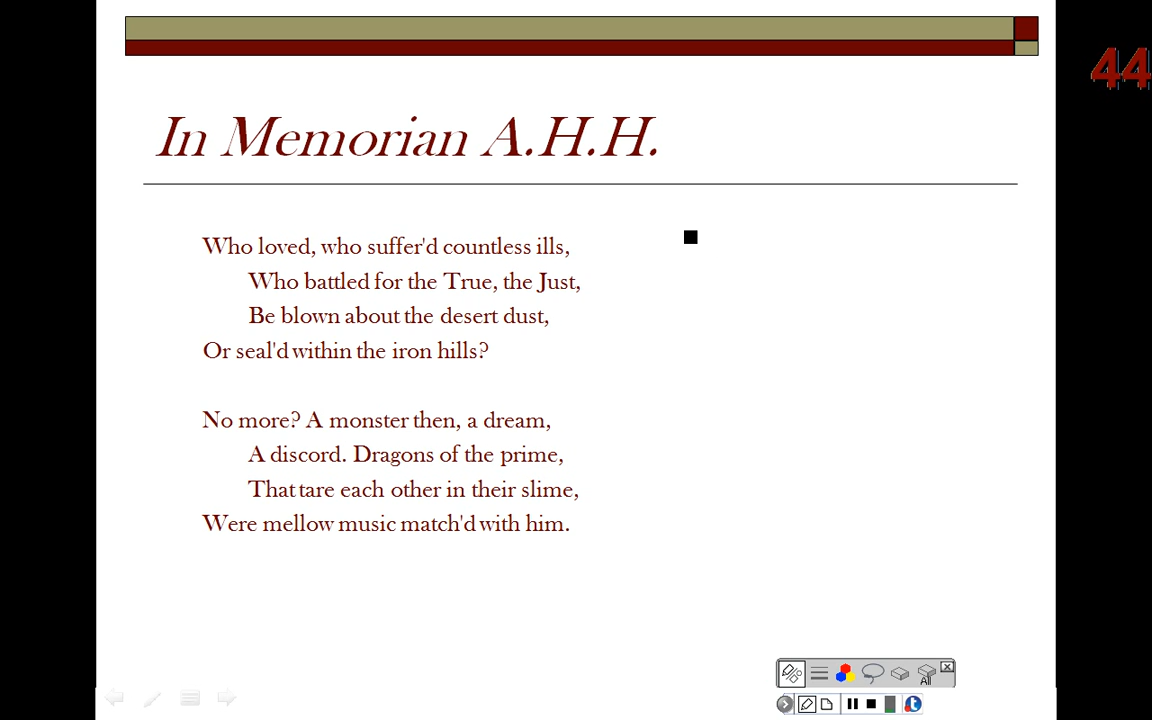 In Memorian A.H.H.
44
Who loved, who suffer'd countless ills,
Who battled for the True, the Just,
Be blown about the desert dust,
Or seal'd within the iron hills?
No more? A monster then, a dream,
A discord. Dragons of the prime,
That tare each other in their slime,
Were mellow music match'd with him.
All